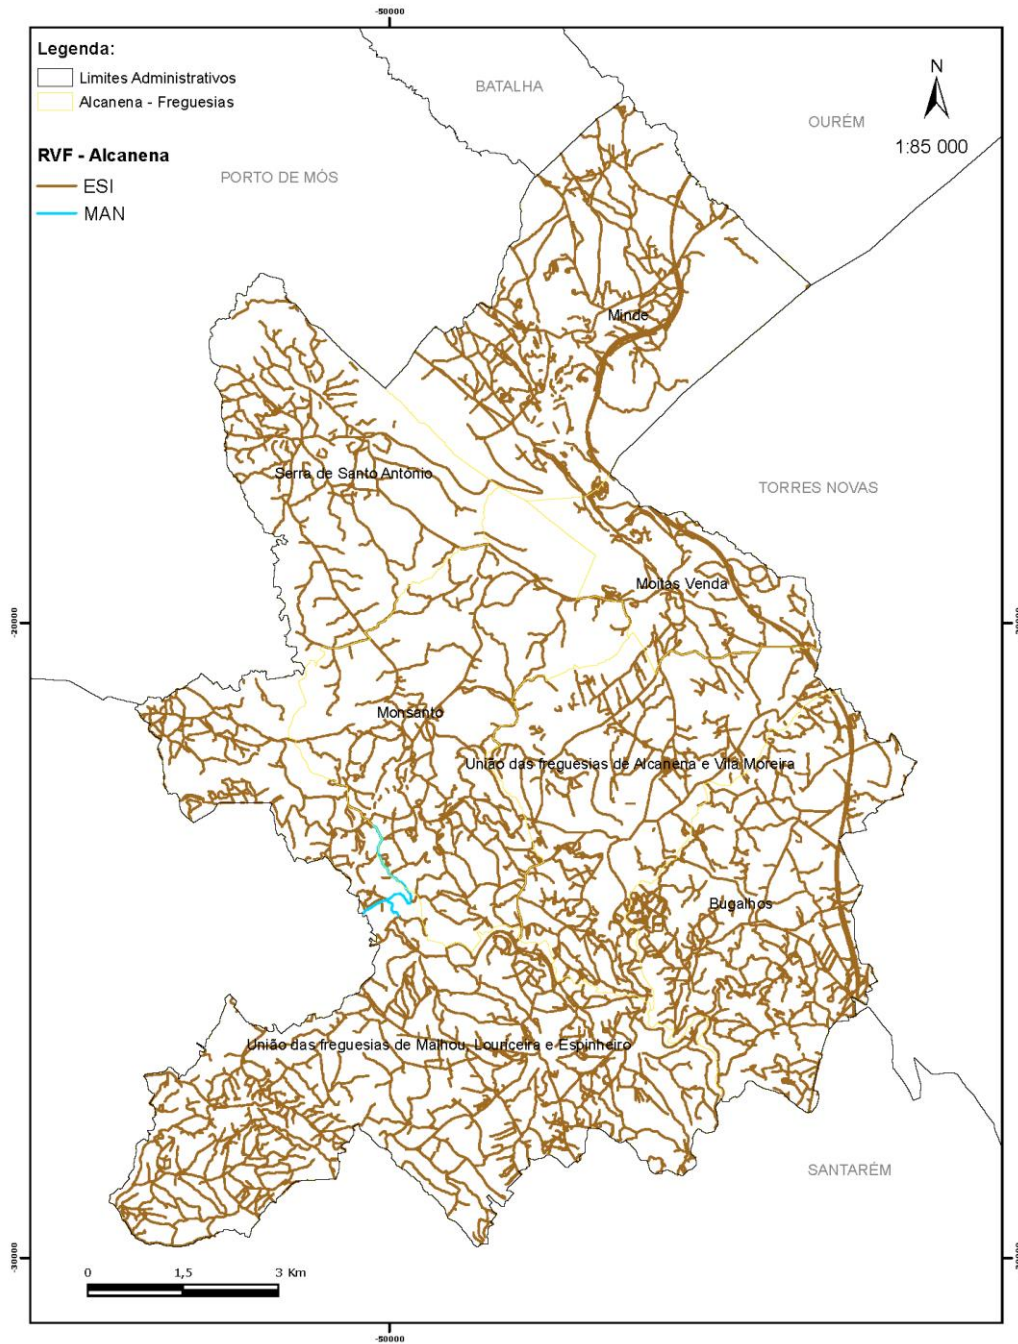 -50000
Legenda:
Limites Administrativos
Alcanena - Freguesias
RVF - Alcanena
ESI
MAN
BATALHA
OURÉM
N
1:85 000
PORTO DE MÓS
Minde
Serra de Santo António
TORRES NOVAS
Moitas Venda
-20000
-20000
Monsanto
União das freguesias de Alcanena e Vila Moreira
Bugalhos
União das freguesias de Malhou, Louriceira e Espinheiro
SANTARÉM
-30000
-30000
0 1,5 3 Km
-50000